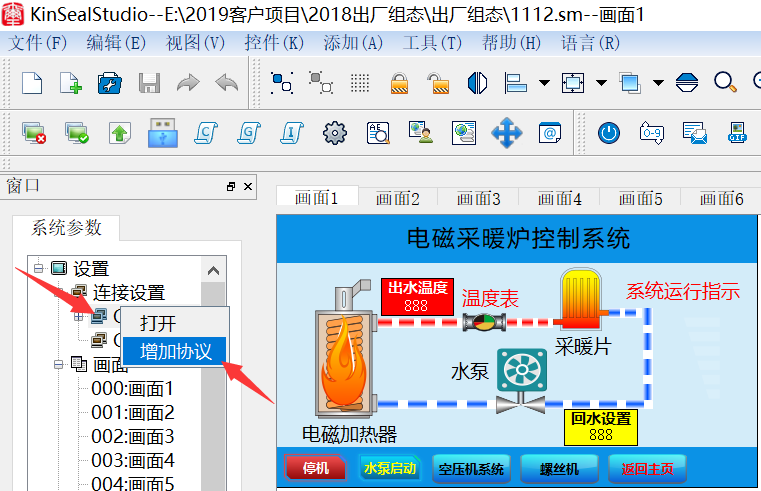 KinSealStudio--E:\2019客户项目\2018出厂组态\出厂组态\1112.sm--画面1
文件(F) 编辑(E) 视图(V) 控件(K) 添加(A) 工具(T) 帮助(H) 语言(R)
窗口
系统参数
设置
连接设置
打开
增加协议
画面
000:画面1
001:画面2
002:画面3
003:画面4
004:画面5
画面1 画面2 画面3 画面4 画面5 画面6
电磁采暖炉控制系统
出水温度
888
温度表
系统运行指示
采暖片
水泵
电磁加热器
回水设置
888
停机 水泵启动 空压机系统 螺丝机 返回主页